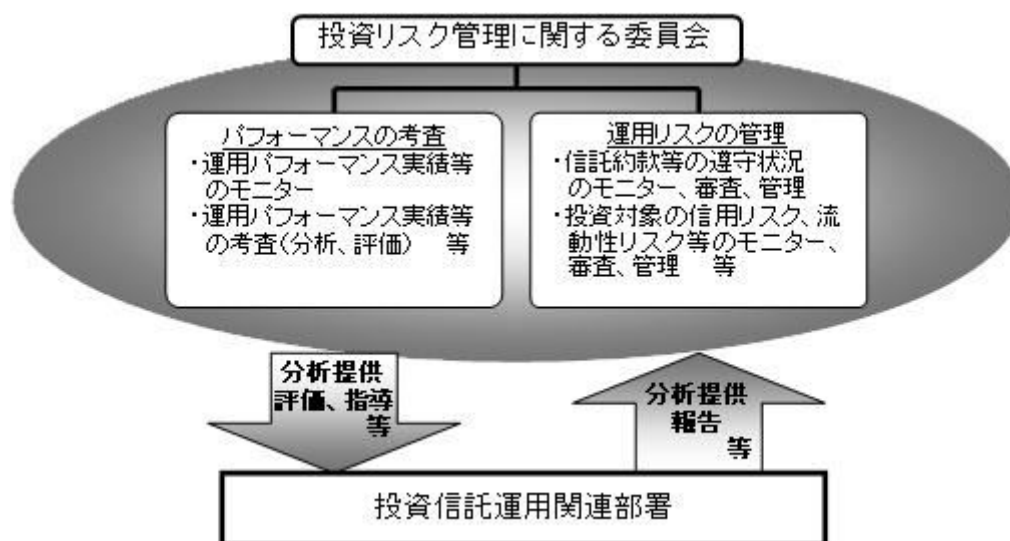 投資リスク管理に関する委員会
パフォーマンスの考査
・運用パフォーマンス実績等
のモニター
・運用パフォーマンス実績等
の考査(分析、評価) 等
運用リスクの管理
・信託約款等の遵守状況
のモニター、審査、管理
・投資対象の信用リスク、流
動性リスク等のモニター、
審査、管理 等
分析提供
評価、指導
等
分析提供
報告
等
投資信託運用関連部署